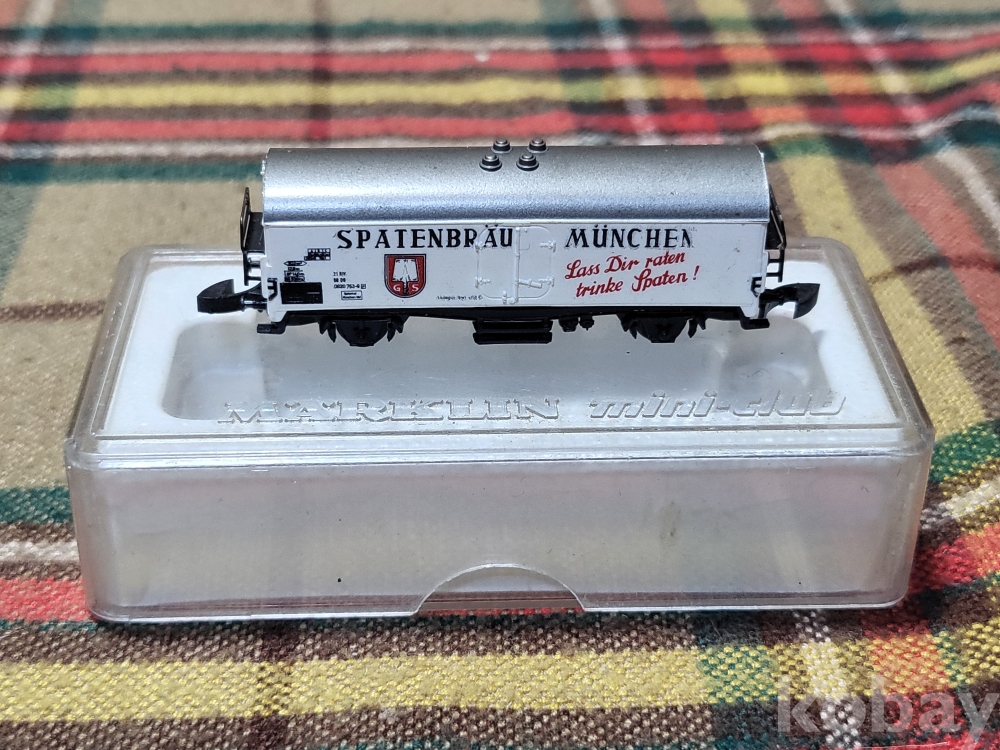 SPATENBRÄU MÜNCHEN
Lass Dir raten
trinke Spaten!
G S
MÄRKLIN mini-club
kobay